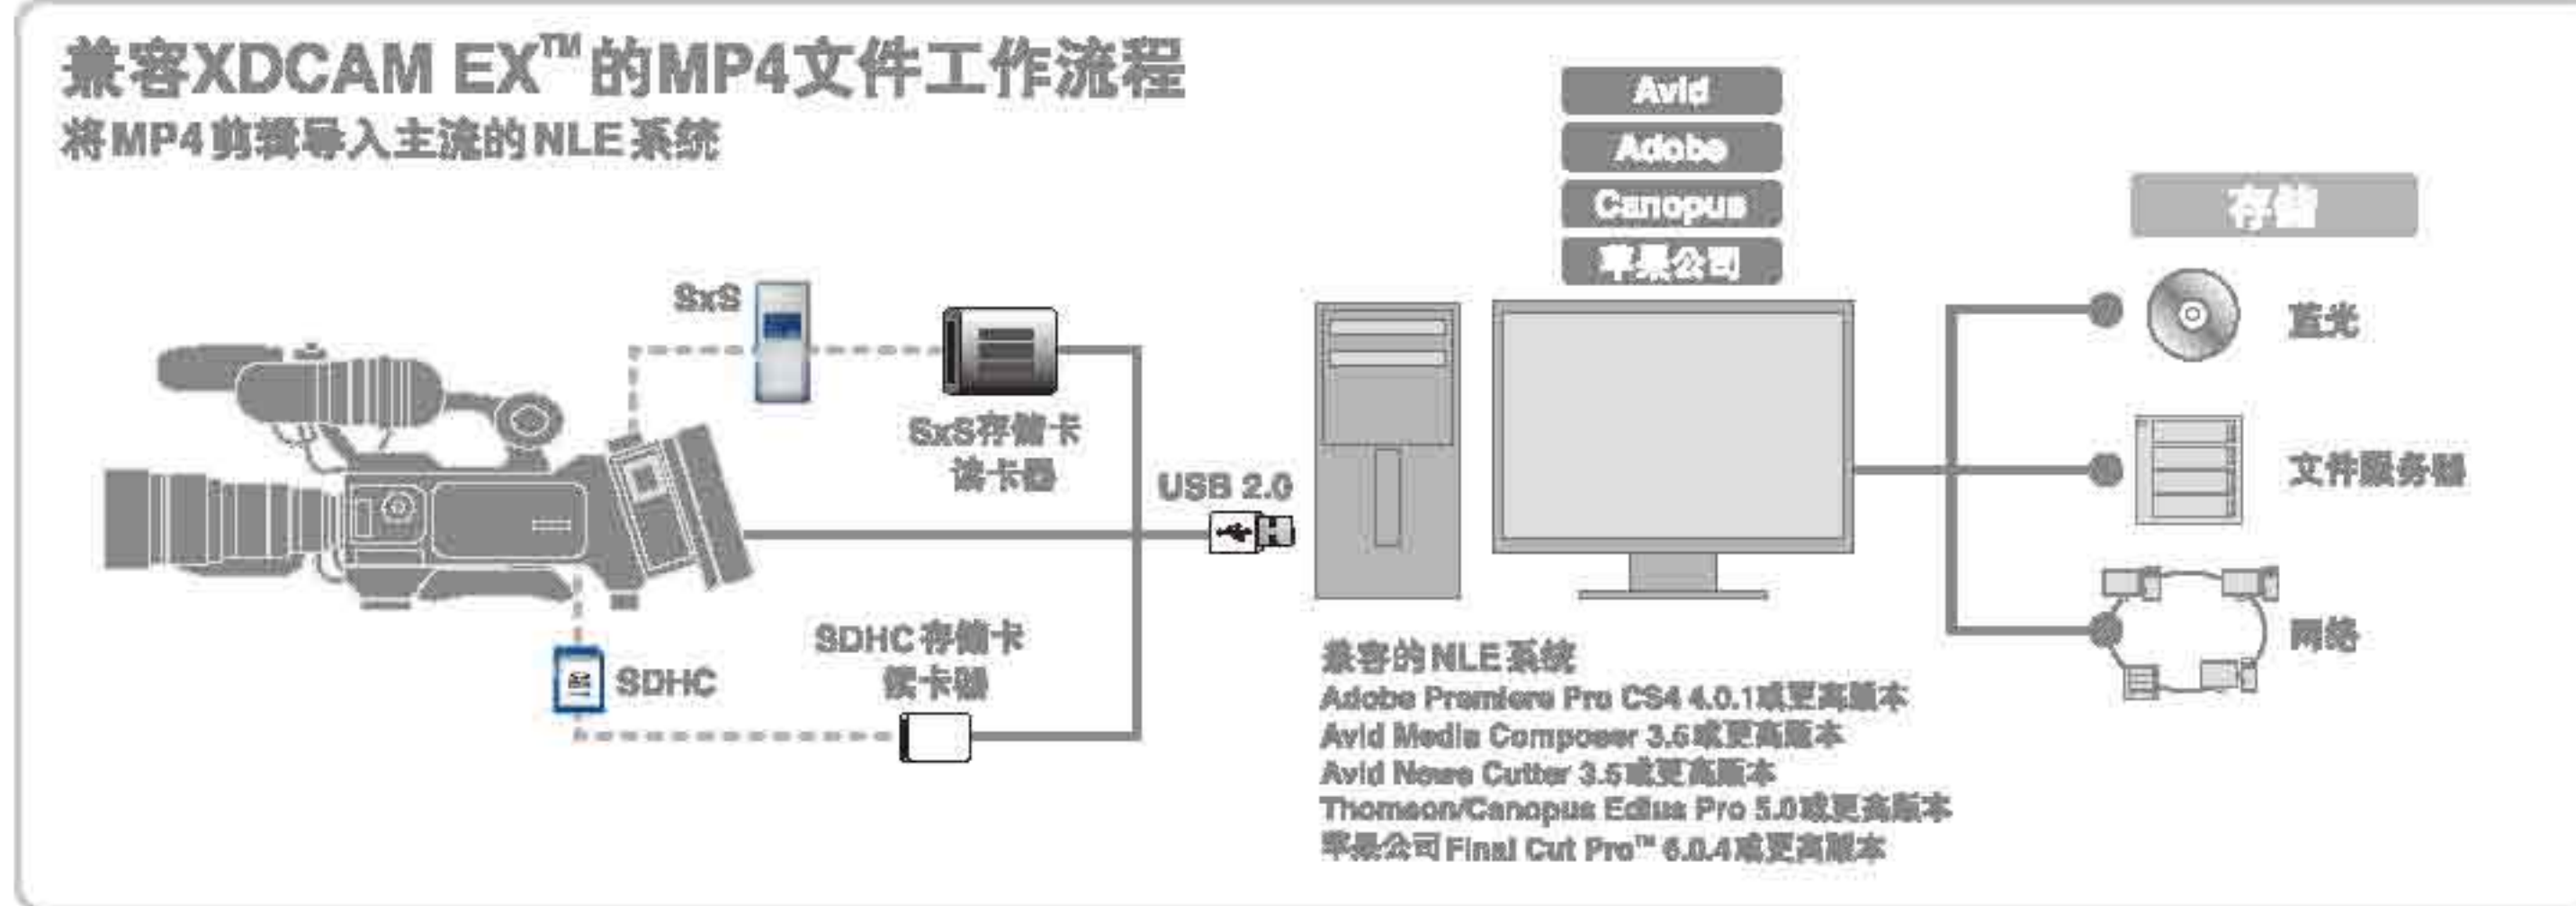 兼容XDCAM EX™的MP4文件工作流程
将MP4剪辑导入主流的NLE系统
Avid
Adobe
Canopus
苹果公司
存储
SxS
SxS存储卡
读卡器
USB 2.0
SDHC
SDHC存储卡
读卡器
蓝光
文件服务器
网络
兼容的NLE系统
Adobe Premiere Pro CS4 4.0.1或更高版本
Avid Media Composer 3.5或更高版本
Avid News Cutter 3.5或更高版本
Thomson/Canopus Edius Pro 5.0或更高版本
苹果公司Final Cut Pro™ 6.0.4或更高版本